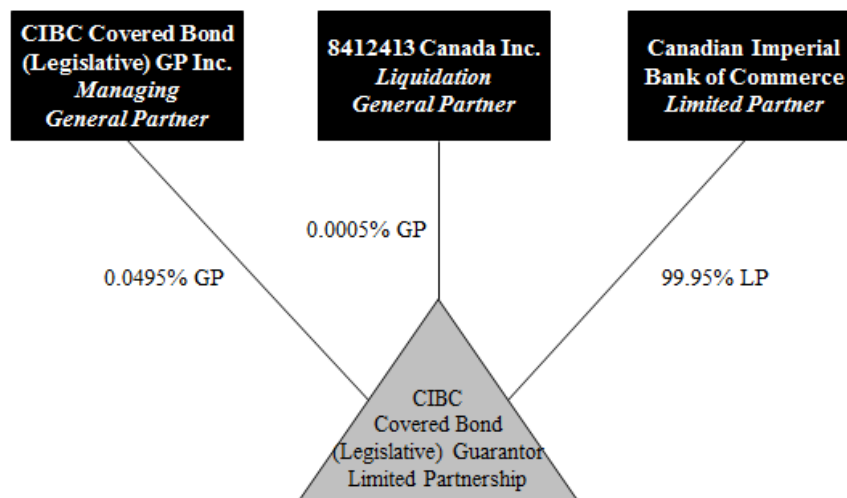 CIBC Covered Bond
(Legislative) GP Inc.
Managing
General Partner
8412413 Canada Inc.
Liquidation
General Partner
Canadian Imperial
Bank of Commerce
Limited Partner
0.0495% GP
0.0005% GP
99.95% LP
CIBC
Covered Bond
(Legislative) Guarantor
Limited Partnership